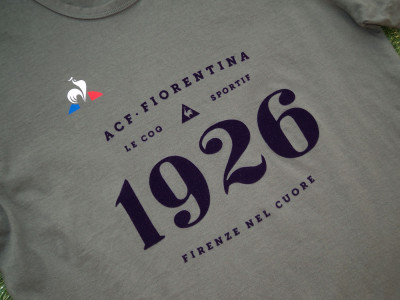 ACF·FIORENTINA
LE COQ SPORTIF
1926
FIRENZE NEL CUORE